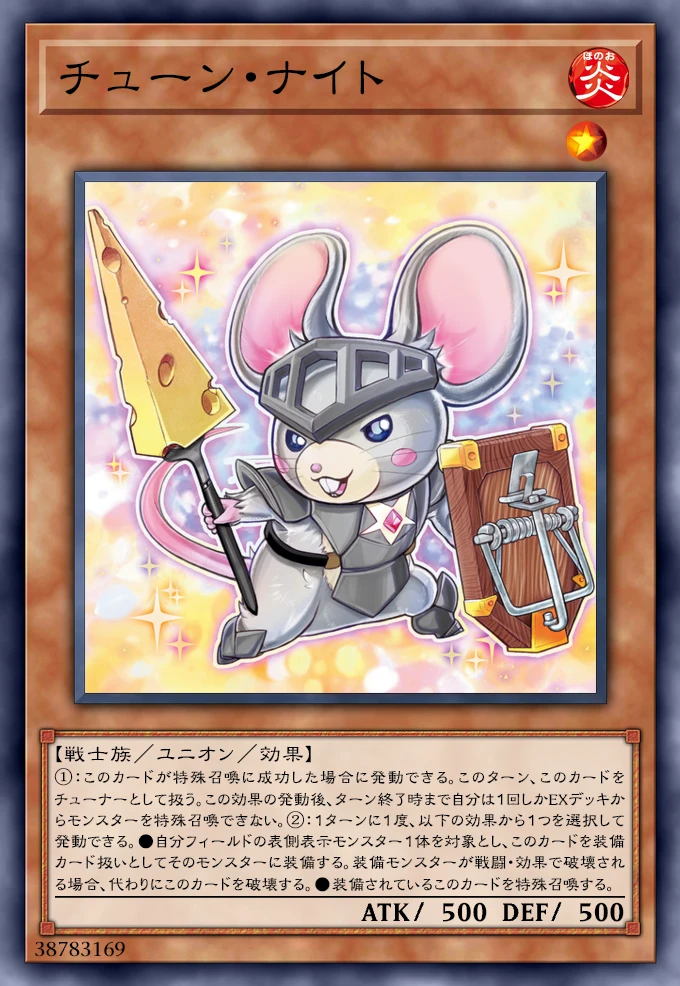 チューン・ナイト
ほのお
炎
【戦士族／ユニオン／効果】
①：このカードが特殊召喚に成功した場合に発動できる。このターン、このカードを
チューナーとして扱う。この効果の発動後、ターン終了時まで自分は1回しかEXデッキか
らモンスターを特殊召喚できない。②：1ターンに1度、以下の効果から1つを選択して
発動できる。●自分フィールドの表側表示モンスター1体を対象とし、このカードを装備
カード扱いとしてそのモンスターに装備する。装備モンスターが戦闘・効果で破壊され
る場合、代わりにこのカードを破壊する。●装備されているこのカードを特殊召喚する。
ATK/ 500 DEF/ 500
38783169